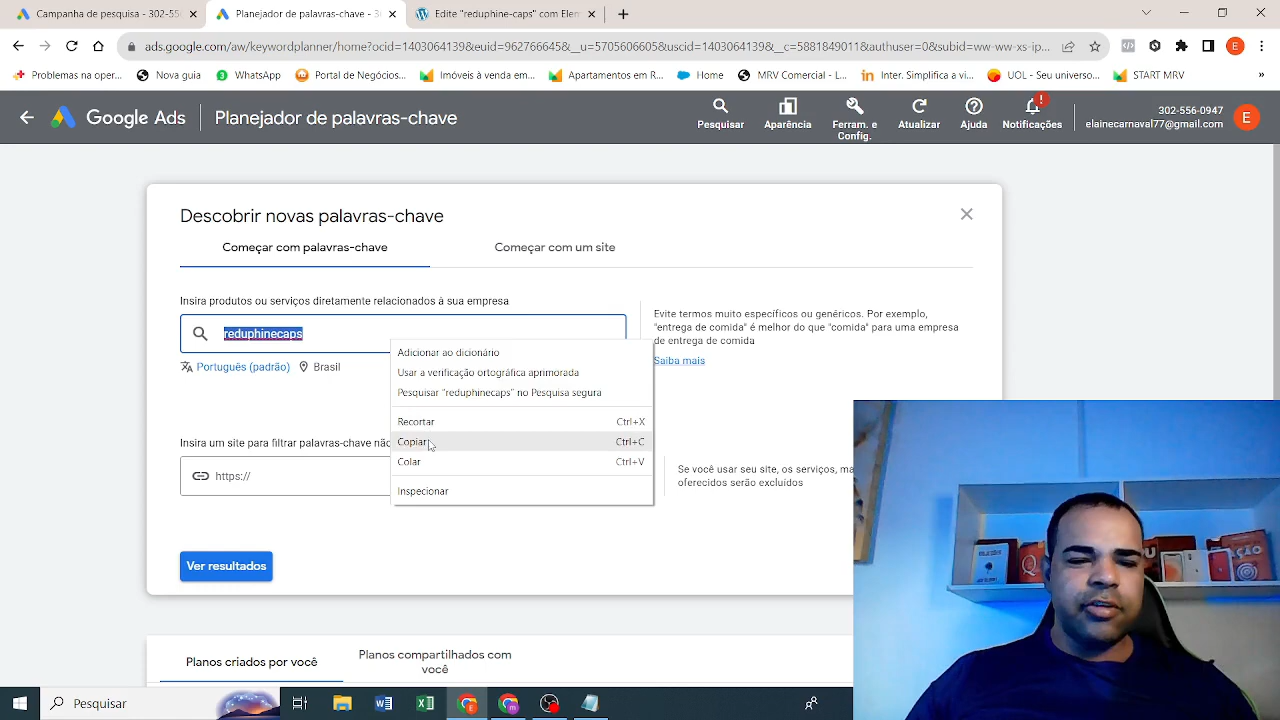 Campanha de pesquisa - 302-55
Planejador de palavras-chave - 3
Edite "reduphine-caps" com Elem
ads.google.com/aw/keywordplanner/home?ocid=1403064139&euid=962768645&__u=5705606605&uscid=1403064139&__c=9831849011&authuser=0&subid=ww-ww-xs-ip...
E
Problemas na oper...
Nova guia
WhatsApp
Portal de Negócios...
Imóveis à venda em...
Apartamentos em R...
Home
MRV Comercial - L...
Inter. Simplifica a vi...
UOL - Seu universo...
START MRV
»
Google Ads
Planejador de palavras-chave
Pesquisar
Aparência
Ferram. e
Config.
Atualizar
Ajuda
Notificações
302-556-0947
elainecarnaval77@gmail.com
E
Descobrir novas palavras-chave
Começar com palavras-chave
Começar com um site
Insira produtos ou serviços diretamente relacionados à sua empresa
reduphinecaps
Português (padrão)
Brasil
Evite termos muito específicos ou genéricos. Por exemplo,
"entrega de comida" é melhor do que "comida" para uma empresa
de entrega de comida
Saiba mais
Adicionar ao dicionário
Usar a verificação ortográfica aprimorada
Pesquisar "reduphinecaps" no Pesquisa segura
Recortar Ctrl+X
Copiar Ctrl+C
Colar Ctrl+V
Inspecionar
Insira um site para filtrar palavras-chave não
https://
Se você usar seu site, os serviços, ma
oferecidos serão excluídos
Ver resultados
Planos criados por você
Planos compartilhados com
você
Pesquisar